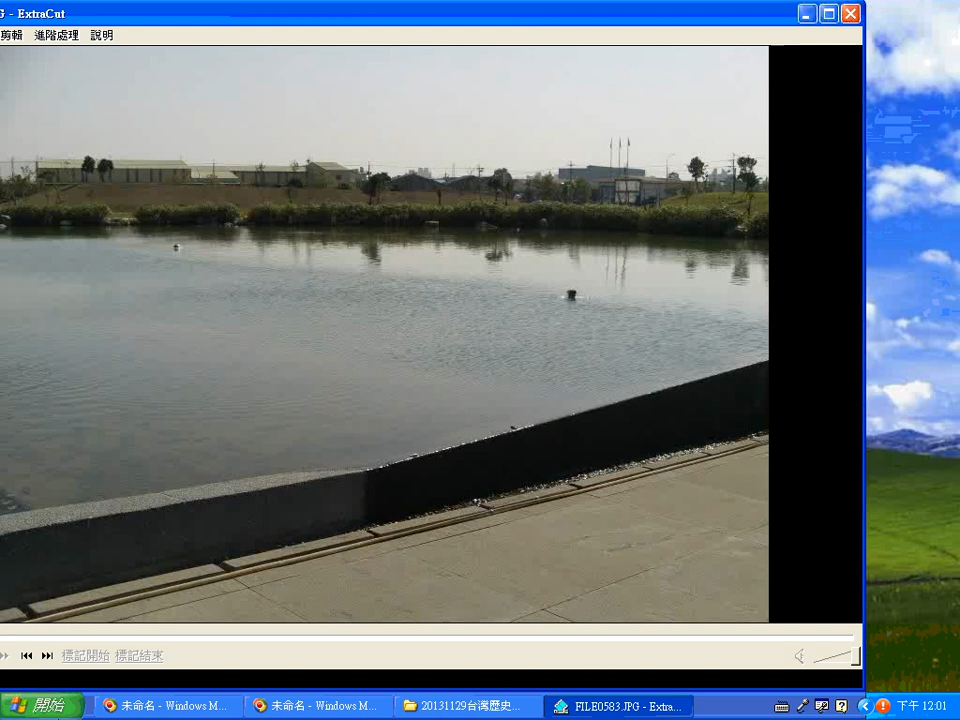 G - ExtraCut
剪輯 進階處理 說明
標記開始 標記結束
開始
未命名 - Windows M...
未命名 - Windows M...
20131129台灣歷史...
FILE0583.JPG - Extra...
下午 12:01